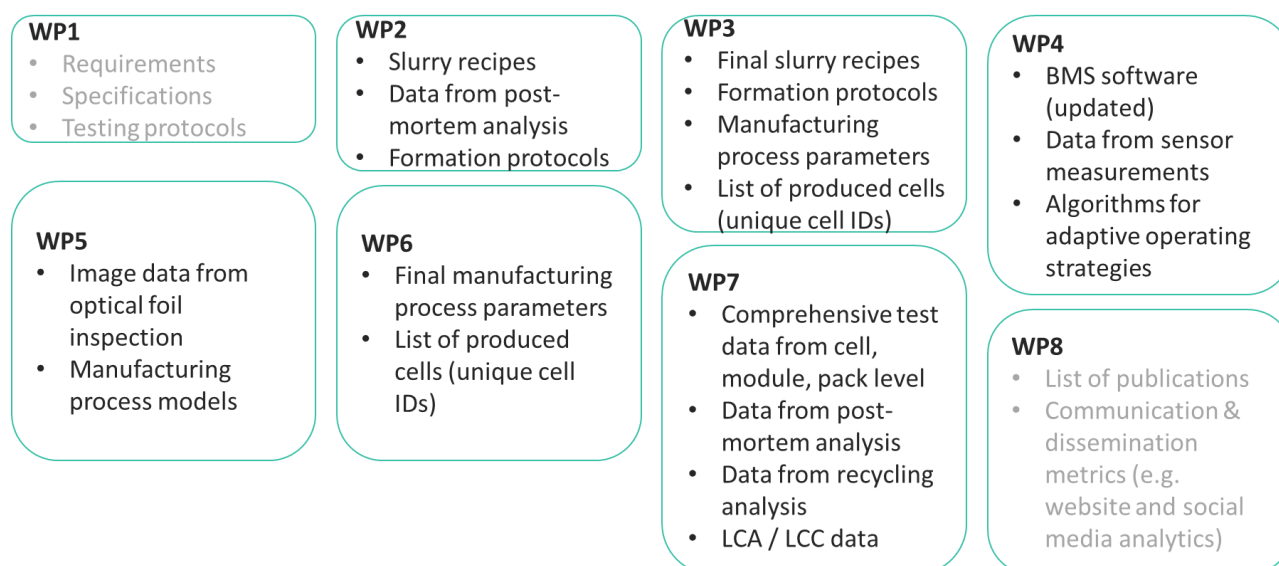 WP1
• Requirements
• Specifications
• Testing protocols
WP2
• Slurry recipes
• Data from post-
mortem analysis
• Formation protocols
WP3
• Final slurry recipes
• Formation protocols
• Manufacturing
process parameters
• List of produced cells
(unique cell IDs)
WP4
• BMS software
(updated)
• Data from sensor
measurements
• Algorithms for
adaptive operating
strategies
WP5
• Image data from
optical foil
inspection
• Manufacturing
process models
WP6
• Final manufacturing
process parameters
• List of produced
cells (unique cell
IDs)
WP7
• Comprehensive test
data from cell,
module, pack level
• Data from post-
mortem analysis
• Data from recycling
analysis
• LCA / LCC data
WP8
• List of publications
• Communication &
dissemination
metrics (e.g.
website and social
media analytics)